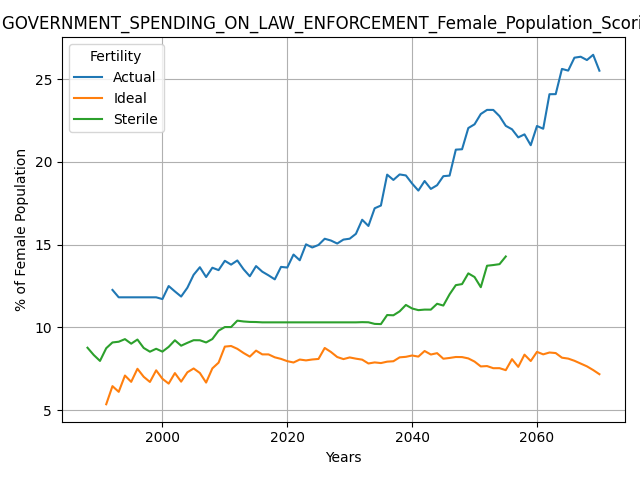 GOVERNMENT_SPENDING_ON_LAW_ENFORCEMENT_Female_Population_Scori
Fertility
Actual
Ideal
Sterile
% of Female Population
25
20
15
10
5
2000 2020 2040 2060
Years